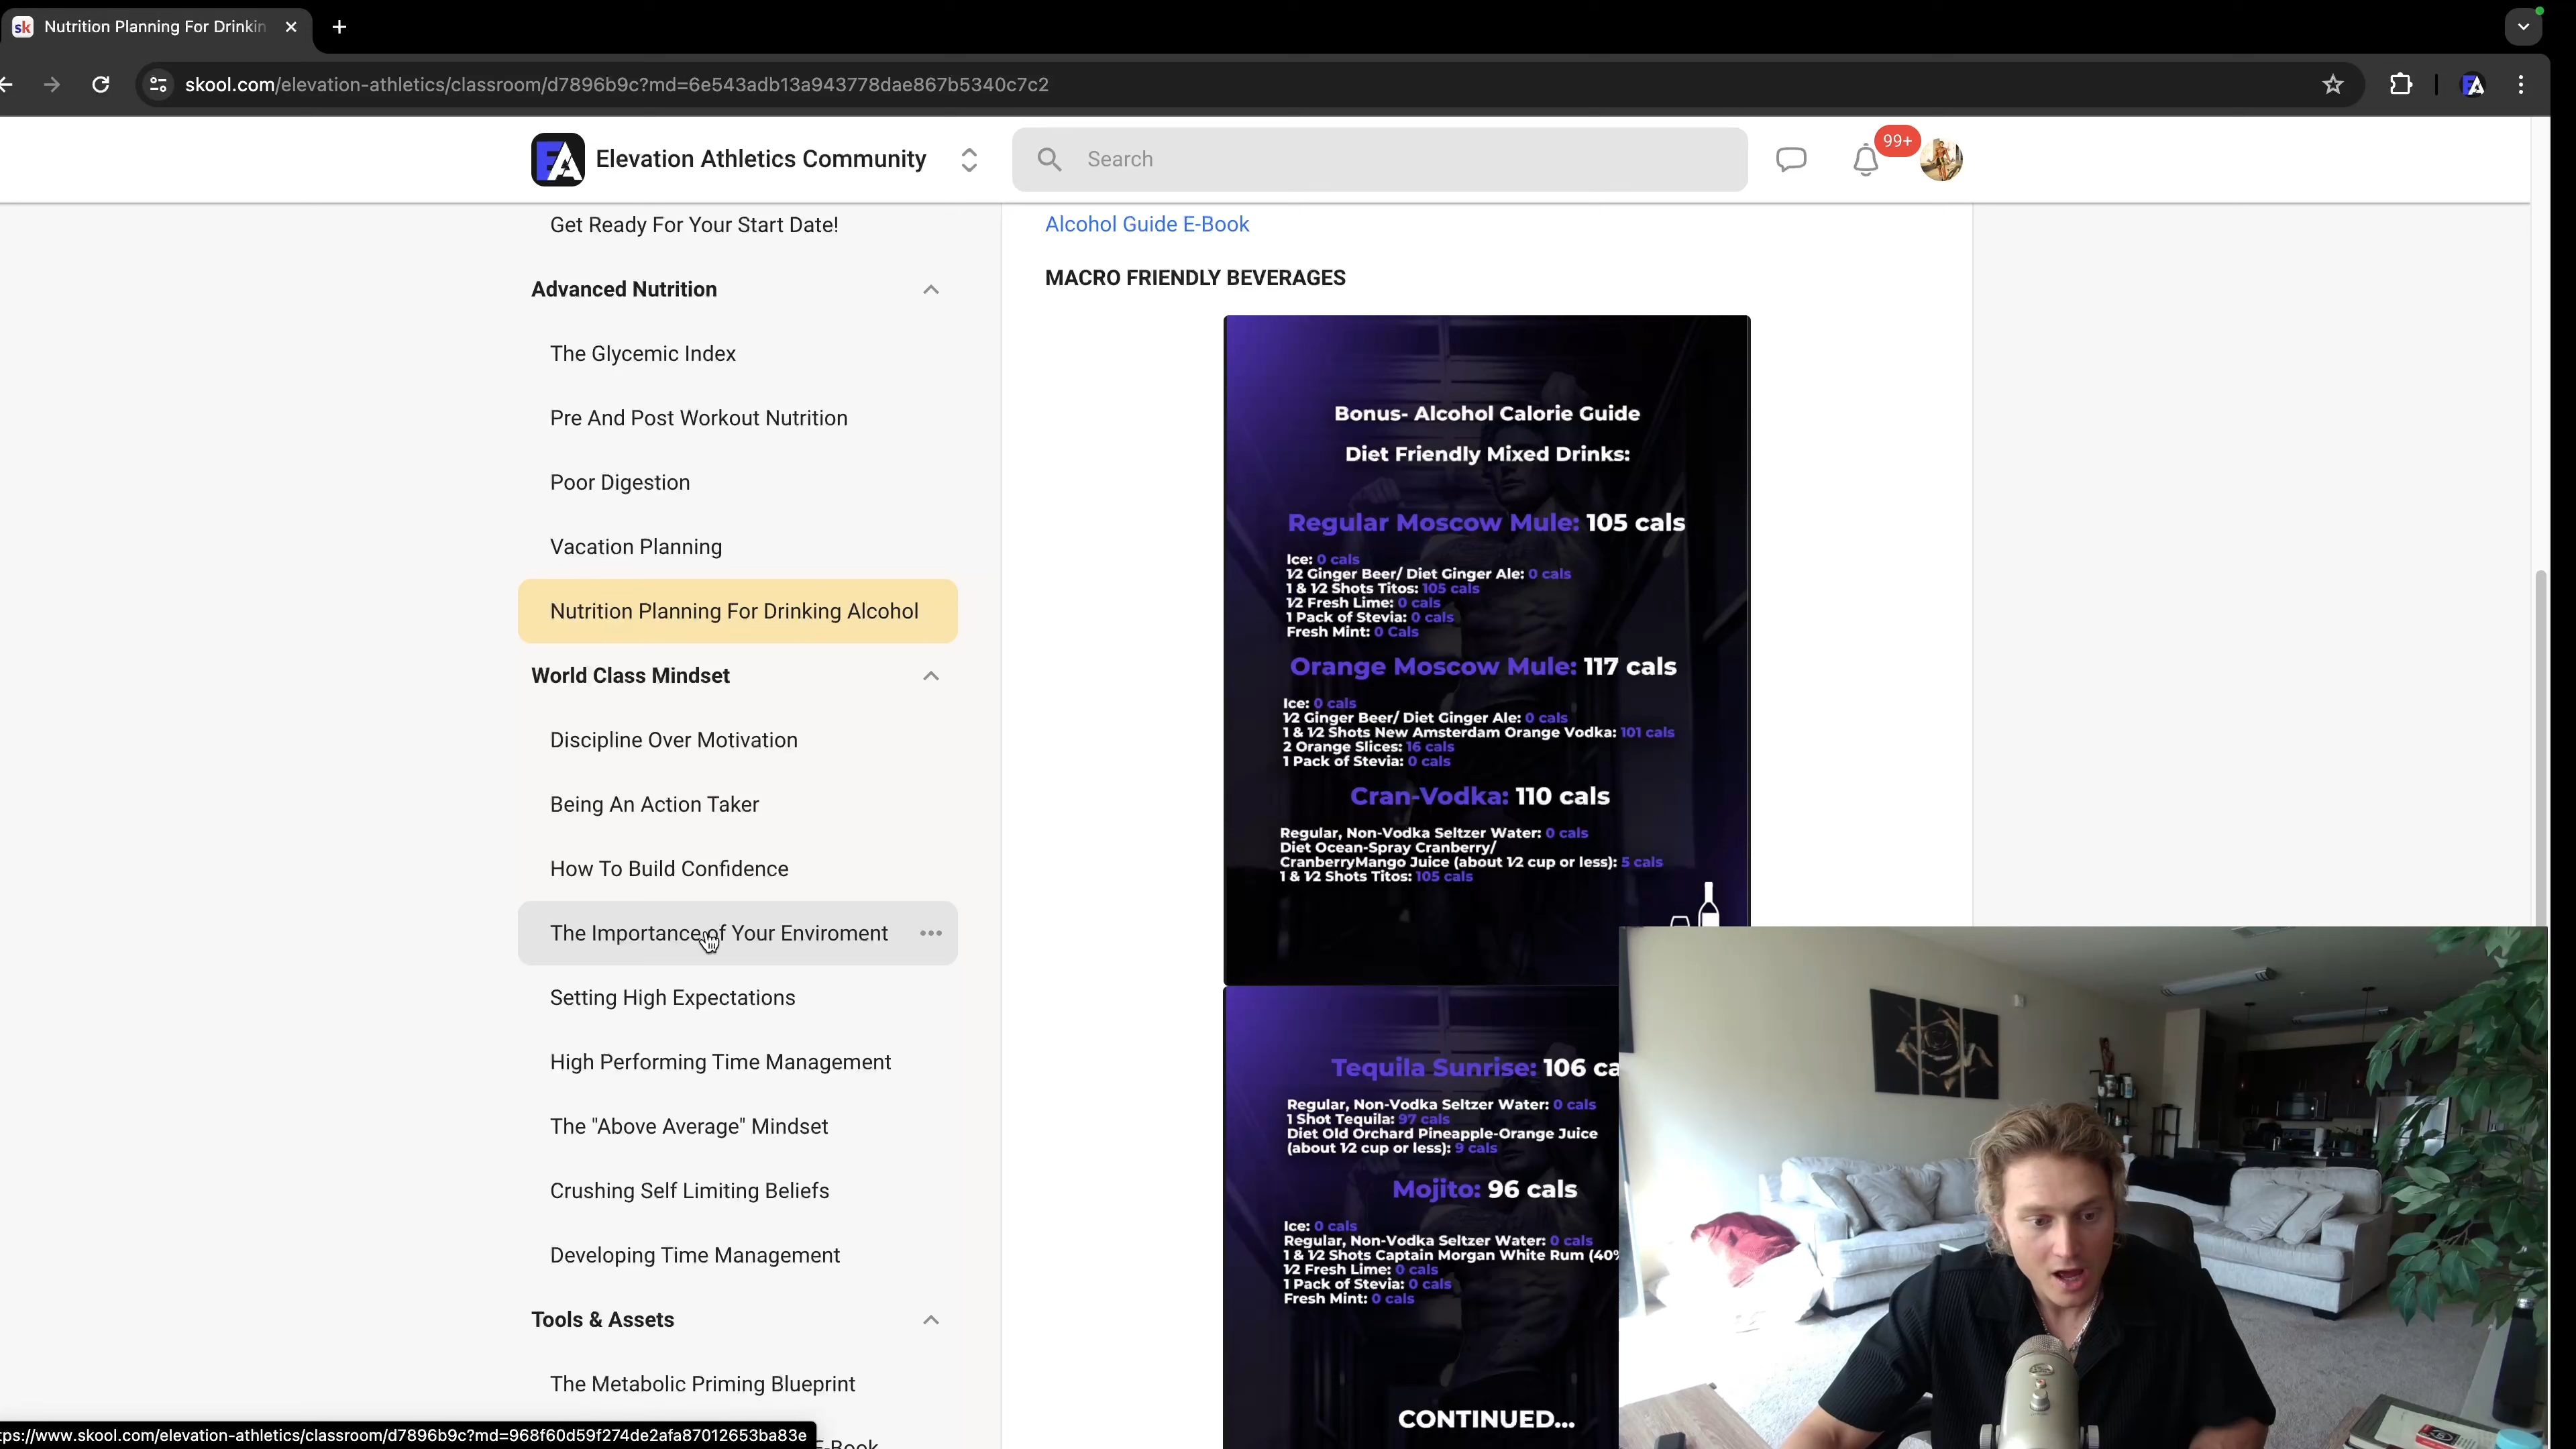 sk Nutrition Planning For Drinkin
skool.com/elevation-athletics/classroom/d7896b9c?md=6e543adb13a943778dae867b5340c7c2
EA Elevation Athletics Community
Search
99+
Get Ready For Your Start Date!
Advanced Nutrition
The Glycemic Index
Pre And Post Workout Nutrition
Poor Digestion
Vacation Planning
Nutrition Planning For Drinking Alcohol
World Class Mindset
Discipline Over Motivation
Being An Action Taker
How To Build Confidence
The Importance of Your Enviroment
Setting High Expectations
High Performing Time Management
The "Above Average" Mindset
Crushing Self Limiting Beliefs
Developing Time Management
Tools & Assets
The Metabolic Priming Blueprint
E-Book
tps://www.skool.com/elevation-athletics/classroom/d7896b9c?md=968f60d59f274de2afa87012653ba83e
Alcohol Guide E-Book
MACRO FRIENDLY BEVERAGES
Bonus- Alcohol Calorie Guide
Diet Friendly Mixed Drinks:
Regular Moscow Mule: 105 cals
Ice: 0 cals
1/2 Ginger Beer/ Diet Ginger Ale: 0 cals
1 & 1/2 Shots Titos: 105 cals
1/2 Fresh Lime: 0 cals
1 Pack of Stevia: 0 cals
Fresh Mint: 0 Cals
Orange Moscow Mule: 117 cals
Ice: 0 cals
1/2 Ginger Beer/ Diet Ginger Ale: 0 cals
1 & 1/2 Shots New Amsterdam Orange Vodka: 101 cals
2 Orange Slices: 16 cals
1 Pack of Stevia: 0 cals
Cran-Vodka: 110 cals
Regular, Non-Vodka Seltzer Water: 0 cals
Diet Ocean-Spray Cranberry/
CranberryMango Juice (about 1/2 cup or less): 5 cals
1 & 1/2 Shots Titos: 105 cals
Tequila Sunrise: 106 ca
Regular, Non-Vodka Seltzer Water: 0 cals
1 Shot Tequila: 97 cals
Diet Old Orchard Pineapple-Orange Juice
(about 1/2 cup or less): 9 cals
Mojito: 96 cals
Ice: 0 cals
Regular, Non-Vodka Seltzer Water: 0 cals
1 & 1/2 Shots Captain Morgan White Rum (40%
1/2 Fresh Lime: 0 cals
1 Pack of Stevia: 0 cals
Fresh Mint: 0 cals
CONTINUED...